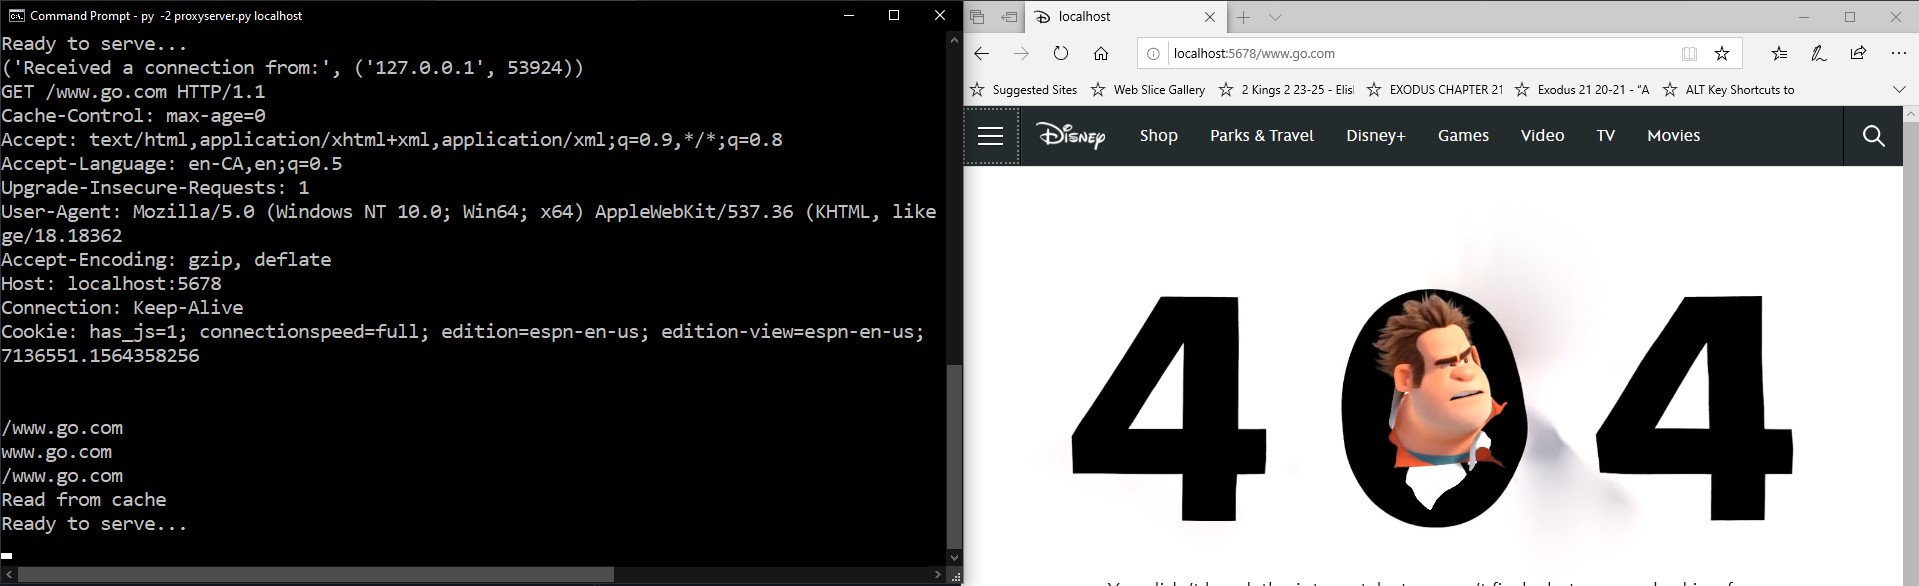 Command Prompt - py  -2 proxyserver.py localhost
Ready to serve...
('Received a connection from:', ('127.0.0.1', 53924))
GET /www.go.com HTTP/1.1
Cache-Control: max-age=0
Accept: text/html,application/xhtml+xml,application/xml;q=0.9,*/*;q=0.8
Accept-Language: en-CA,en;q=0.5
Upgrade-Insecure-Requests: 1
User-Agent: Mozilla/5.0 (Windows NT 10.0; Win64; x64) AppleWebKit/537.36 (KHTML, like
ge/18.18362
Accept-Encoding: gzip, deflate
Host: localhost:5678
Connection: Keep-Alive
Cookie: has_js=1; connectionspeed=full; edition=espn-en-us; edition-view=espn-en-us;
7136551.1564358256
/www.go.com
www.go.com
/www.go.com
Read from cache
Ready to serve...
localhost
localhost:5678/www.go.com
Suggested Sites Web Slice Gallery 2 Kings 2 23-25 - Elis EXODUS CHAPTER 21 Exodus 21 20-21 - "A ALT Key Shortcuts to
Disney Shop Parks & Travel Disney+ Games Video TV Movies
404